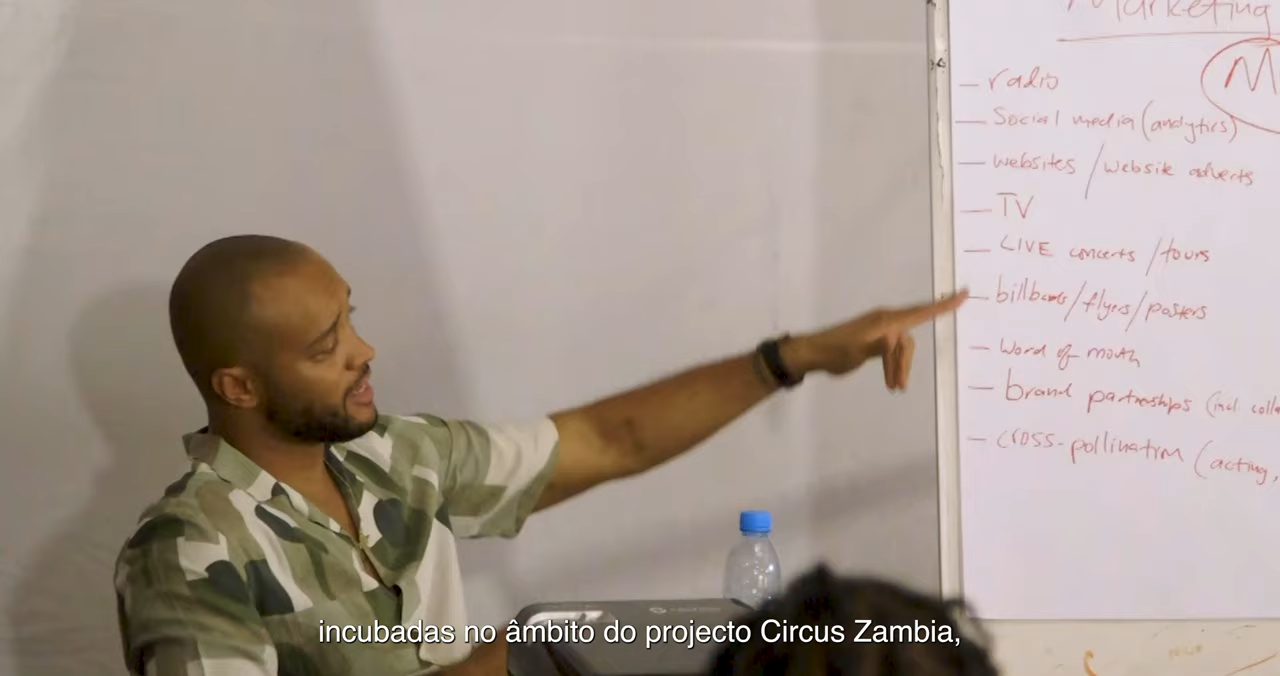 Marketing
M
— radio
— Social media (analytics)
— websites / website adverts
— TV
— LIVE concerts / tours
— billboards / flyers / posters
— word of mouth
— brand partnerships (incl. colla
— cross-pollination (acting,
incubadas no âmbito do projecto Circus Zambia,